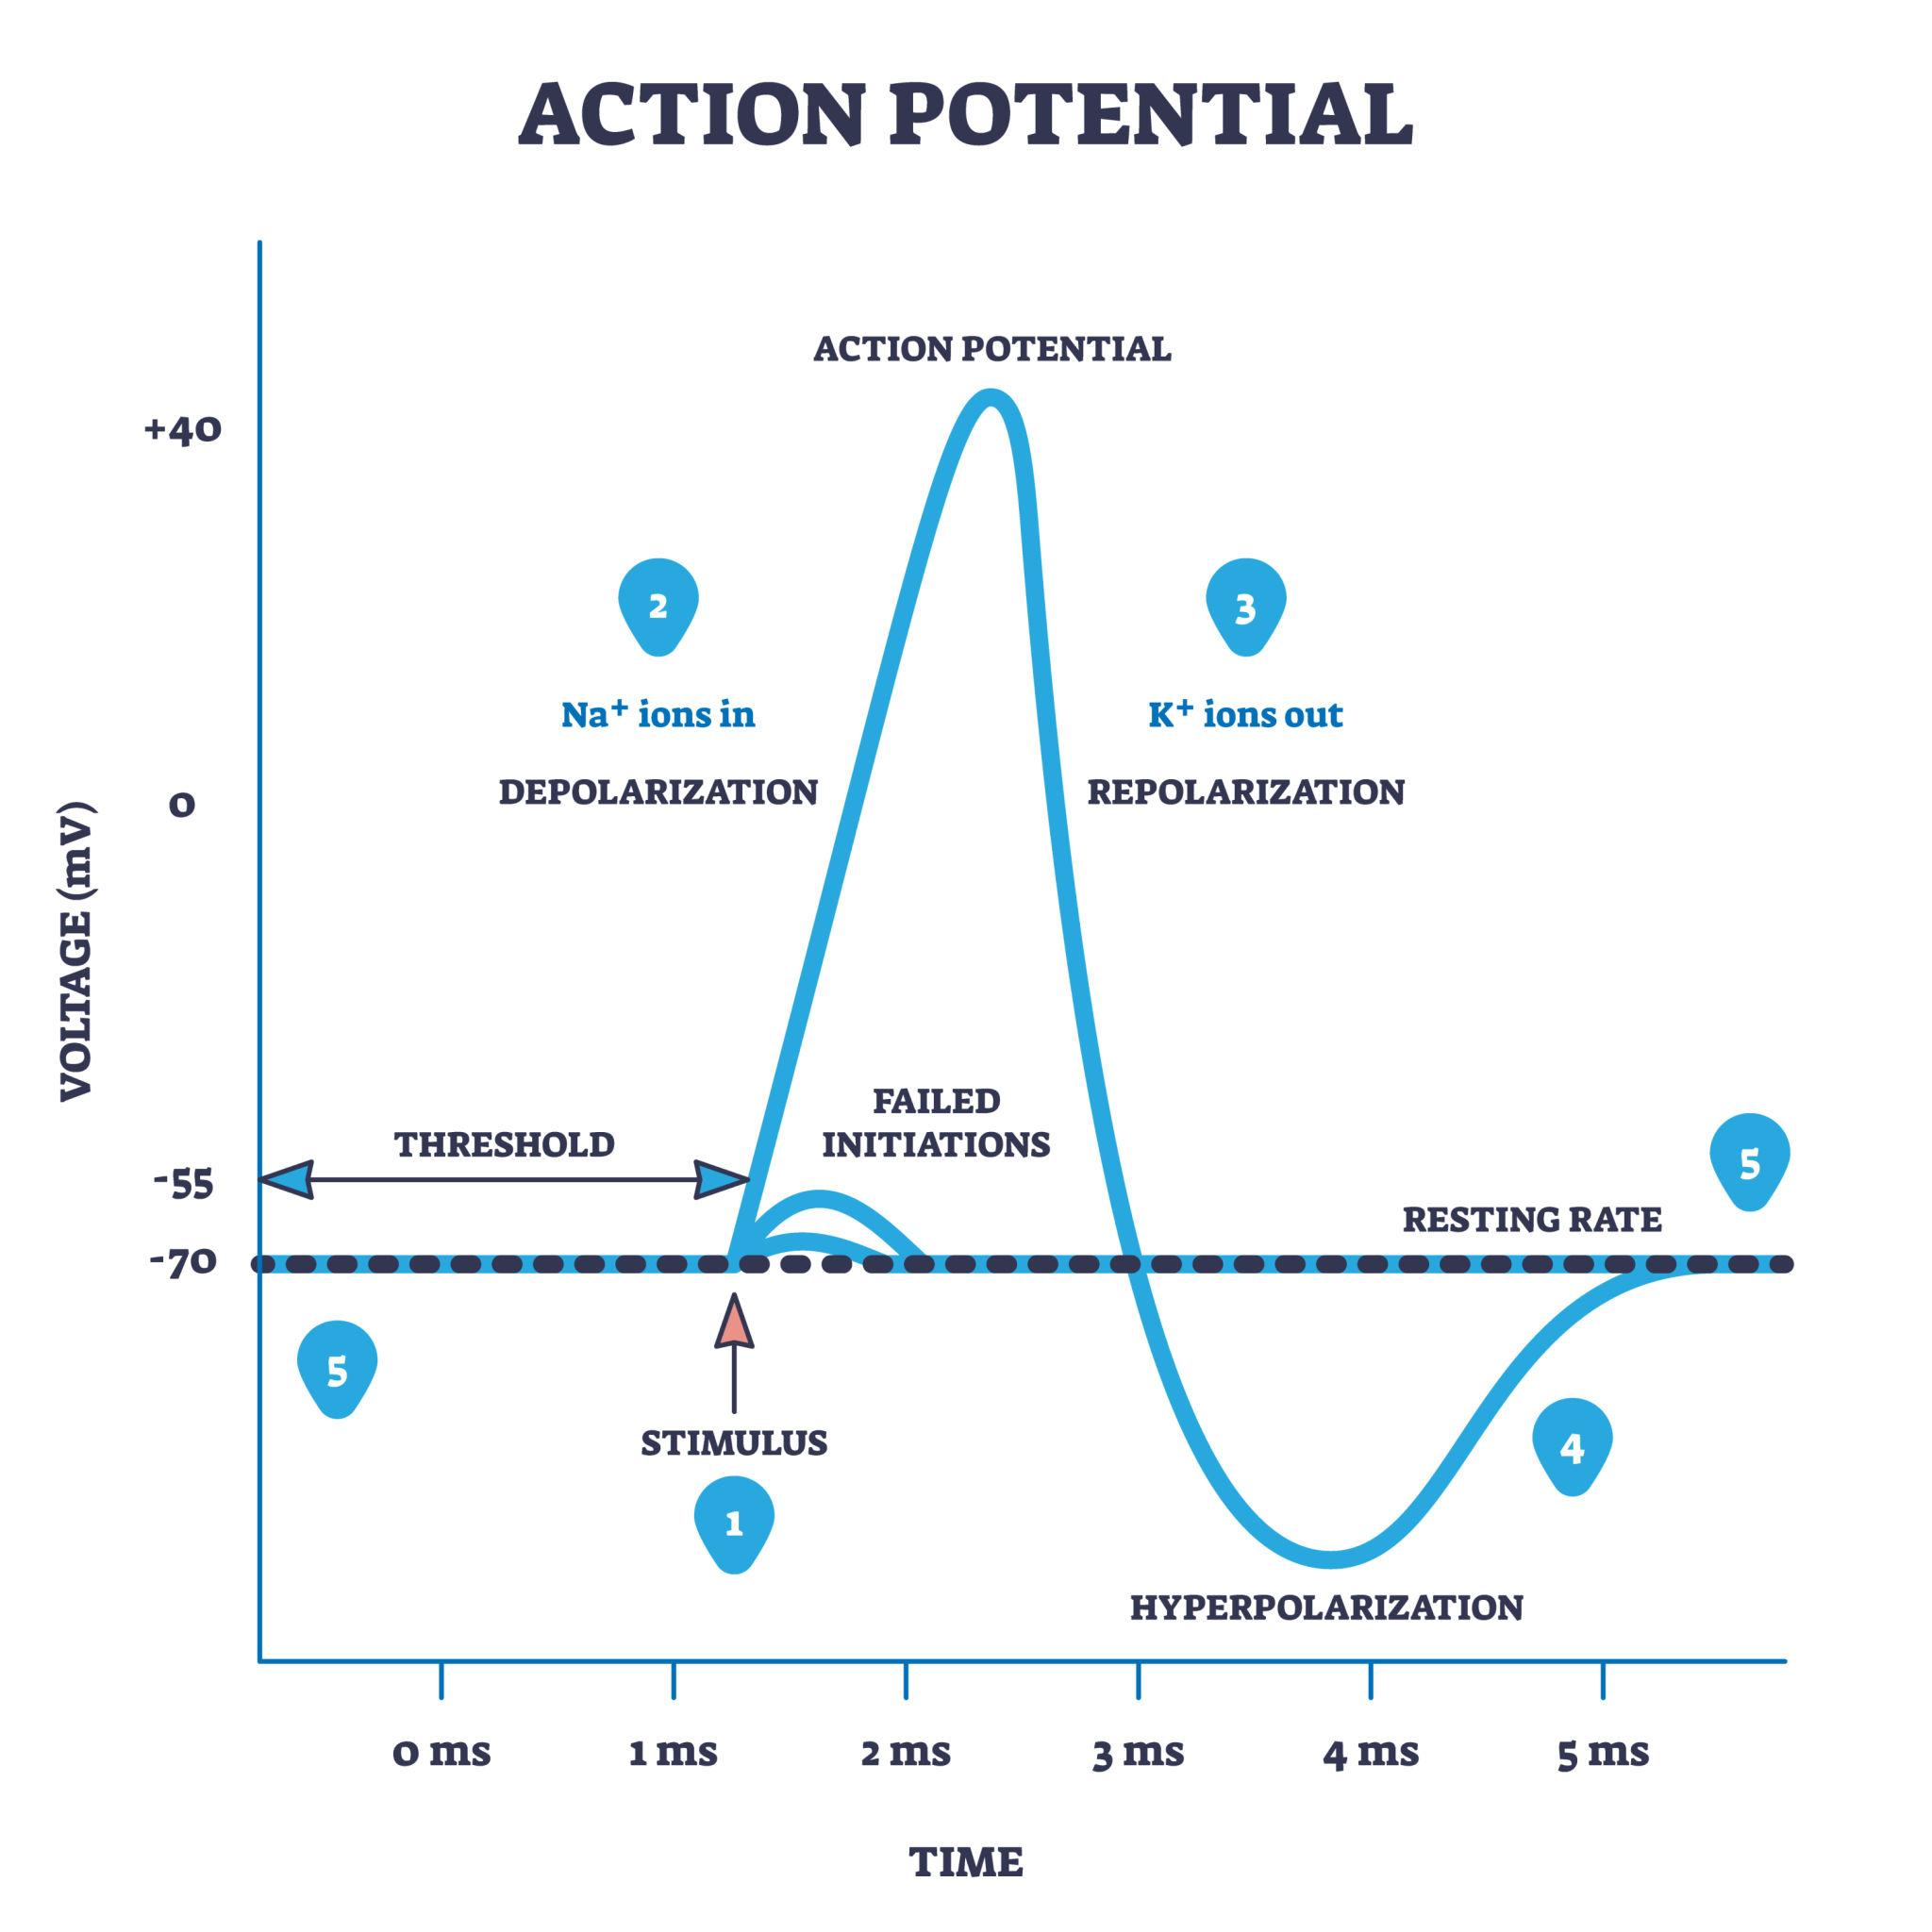 ACTION POTENTIAL
ACTION POTENTIAL
+40
2
3
Na⁺ ions in
K⁺ ions out
DEPOLARIZATION
REPOLARIZATION
0
VOLTAGE (mV)
FAILED
INITIATIONS
THRESHOLD
-55
5
RESTING RATE
-70
5
STIMULUS
4
1
HYPERPOLARIZATION
0 ms
1 ms
2 ms
3 ms
4 ms
5 ms
TIME